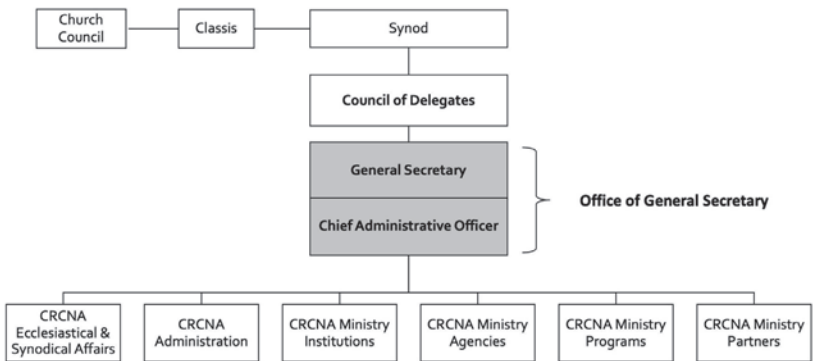 Church
Council
Classis
Synod
Council of Delegates
General Secretary
Chief Administrative Officer
Office of General Secretary
CRCNA
Ecclesiastical &
Synodical Affairs
CRCNA
Administration
CRCNA Ministry
Institutions
CRCNA Ministry
Agencies
CRCNA Ministry
Programs
CRCNA Ministry
Partners